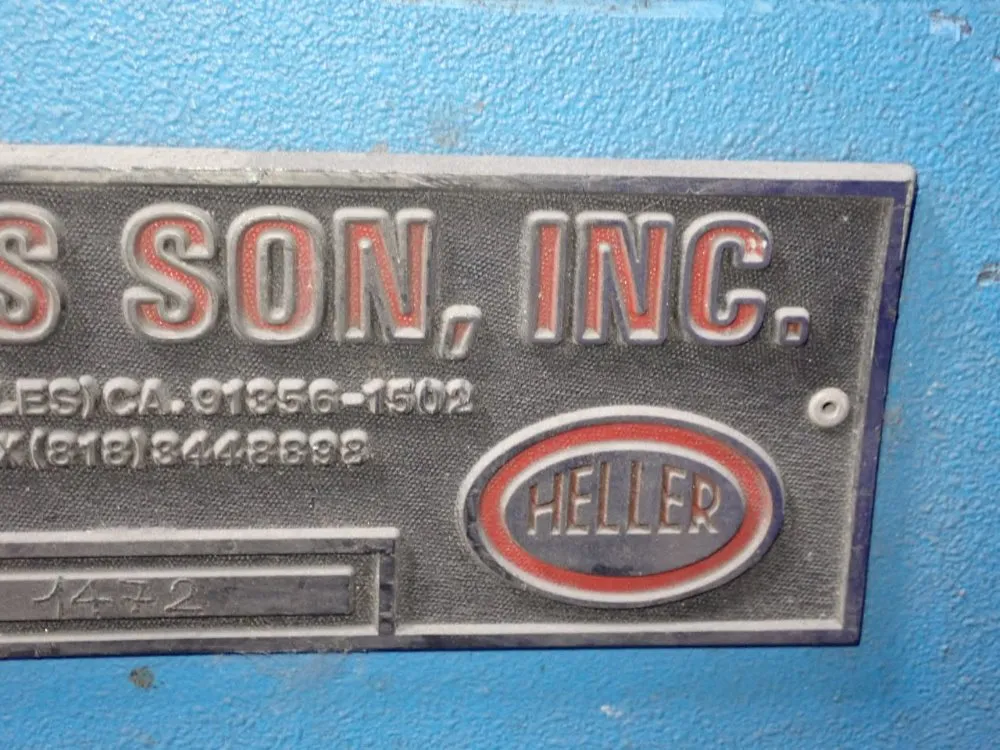 S SON, INC.
LES) CA. 91356-1502
X (818) 3448898
HELLER
1472